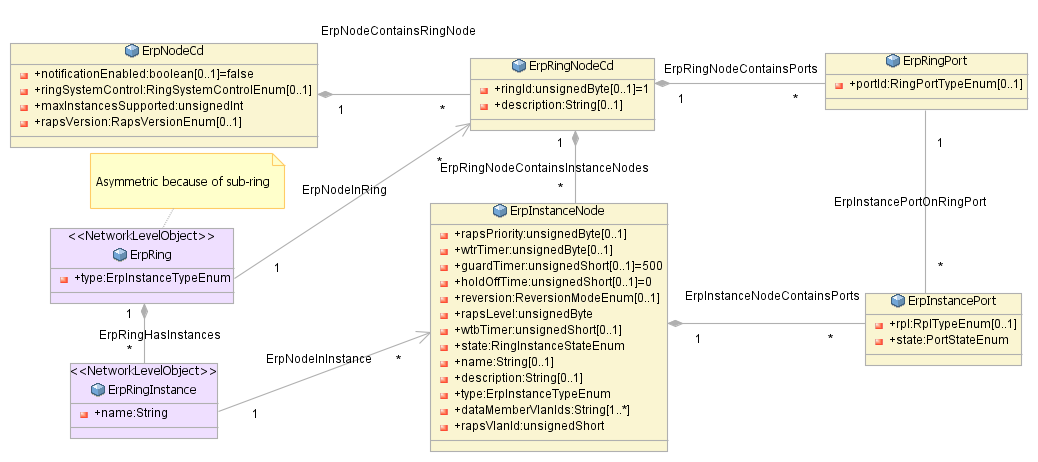 ErpNodeContainsRingNode
ErpNodeCd
+notificationEnabled:boolean[0..1]=false
+ringSystemControl:RingSystemControlEnum[0..1]
+maxInstancesSupported:unsignedInt
+rapsVersion:RapsVersionEnum[0..1]
1
*
ErpRingNodeCd
+ringId:unsignedByte[0..1]=1
+description:String[0..1]
ErpRingNodeContainsPorts
1
*
ErpRingPort
+portId:RingPortTypeEnum[0..1]
1
*
ErpRingNodeContainsInstanceNodes
1
*
Asymmetric because of sub-ring
ErpNodeInRing
1
*
ErpInstancePortOnRingPort
<<NetworkLevelObject>>
ErpRing
+type:ErpInstanceTypeEnum
1
ErpRingHasInstances
*
ErpInstanceNode
+rapsPriority:unsignedByte[0..1]
+wtrTimer:unsignedByte[0..1]
+guardTimer:unsignedShort[0..1]=500
+holdOffTime:unsignedShort[0..1]=0
+reversion:ReversionModeEnum[0..1]
+rapsLevel:unsignedByte
+wtbTimer:unsignedShort[0..1]
+state:RingInstanceStateEnum
+name:String[0..1]
+description:String[0..1]
+type:ErpInstanceTypeEnum
+dataMemberVlanIds:String[1..*]
+rapsVlanId:unsignedShort
ErpInstanceNodeContainsPorts
1
*
ErpInstancePort
+rpl:RplTypeEnum[0..1]
+state:PortStateEnum
ErpNodeInInstance
1
*
<<NetworkLevelObject>>
ErpRingInstance
+name:String